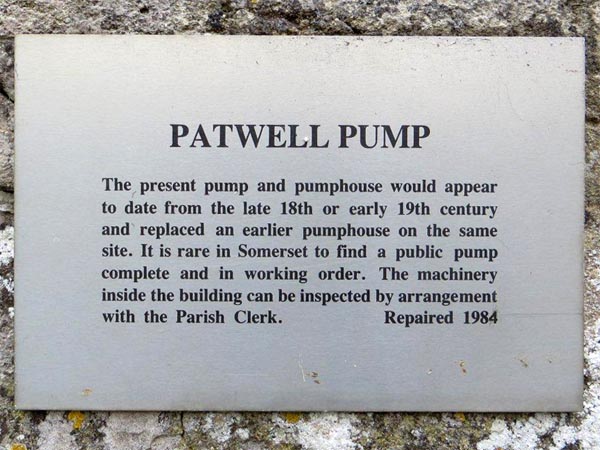 PATWELL PUMP
The present pump and pumphouse would appear
to date from the late 18th or early 19th century
and replaced an earlier pumphouse on the same
site. It is rare in Somerset to find a public pump
complete and in working order. The machinery
inside the building can be inspected by arrangement
with the Parish Clerk. Repaired 1984